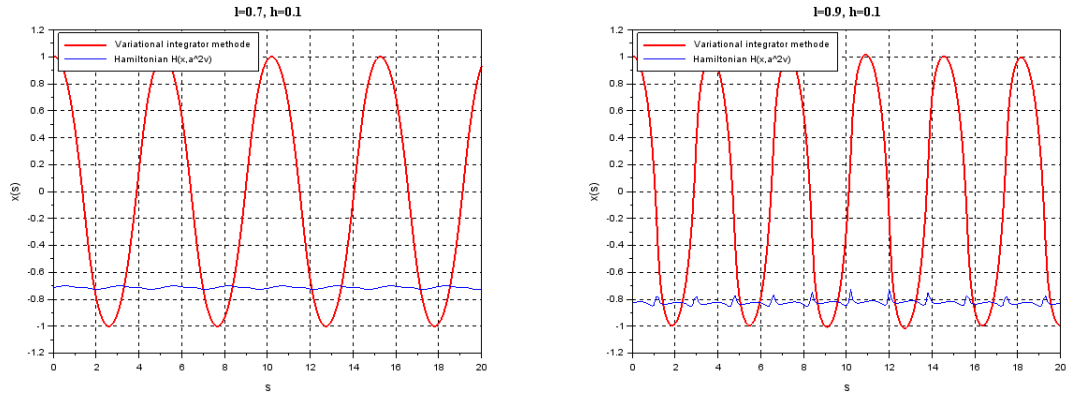 l=0.7, h=0.1
1.2
1
0.8
0.6
0.4
0.2
0
-0.2
-0.4
-0.6
-0.8
-1
-1.2
x(s)
Variational integrator methode
Hamiltonian H(x,a^2v)
0 2 4 6 8 10 12 14 16 18 20
s
l=0.9, h=0.1
1.2
1
0.8
0.6
0.4
0.2
0
-0.2
-0.4
-0.6
-0.8
-1
-1.2
x(s)
Variational integrator methode
Hamiltonian H(x,a^2v)
0 2 4 6 8 10 12 14 16 18 20
s